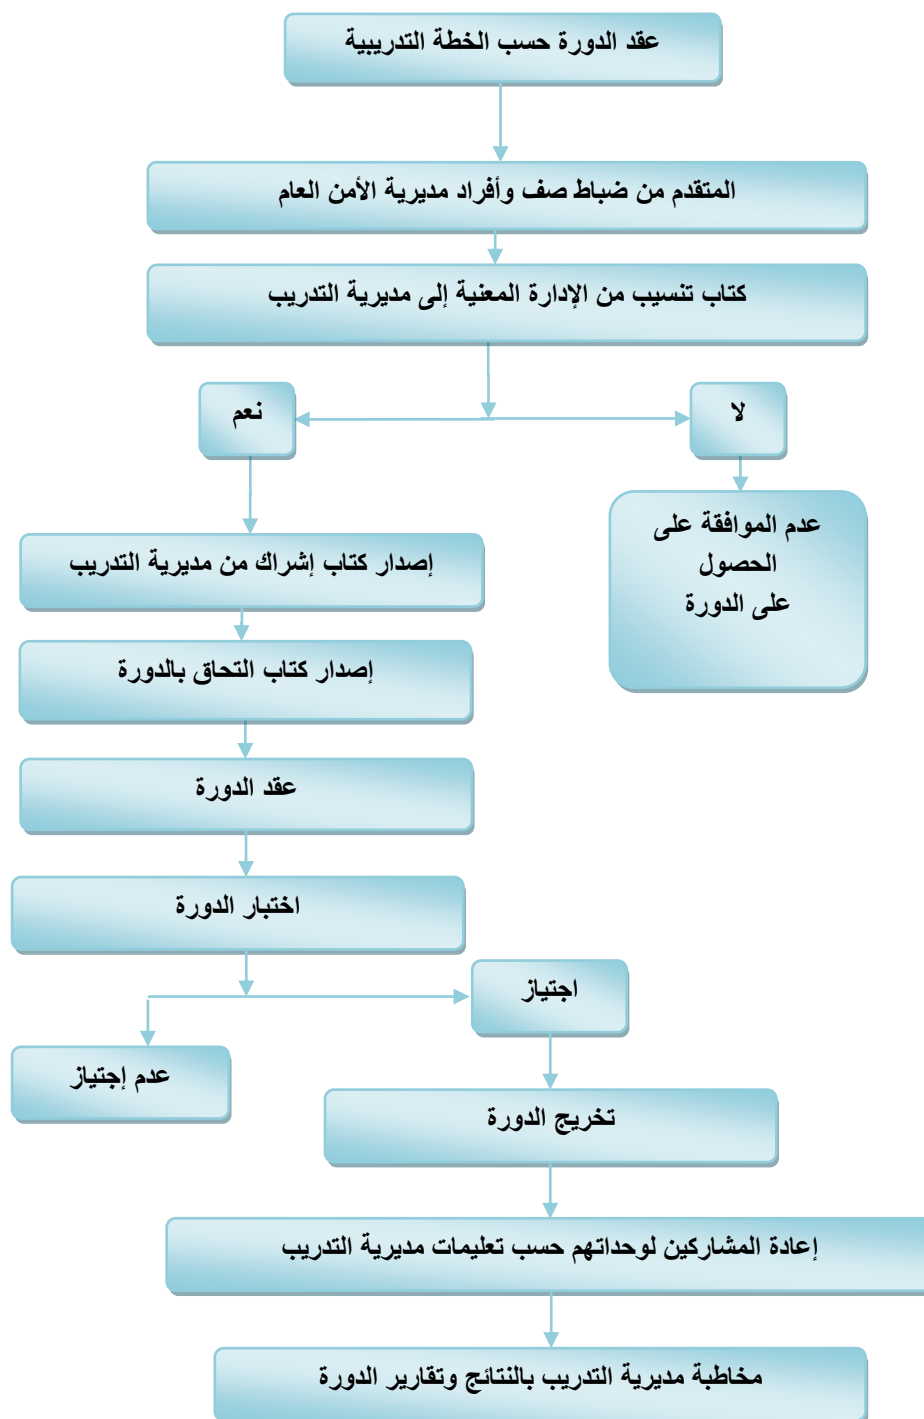 عقد الدورة حسب الخطة التدريبية
المتقدم من ضباط صف وأفراد مديرية الأمن العام
كتاب تنسيب من الإدارة المعنية إلى مديرية التدريب
لا
نعم
عدم الموافقة على
الحصول
على الدورة
إصدار كتاب إشراك من مديرية التدريب
إصدار كتاب التحاق بالدورة
عقد الدورة
اختبار الدورة
اجتياز
عدم إجتياز
تخريج الدورة
إعادة المشاركين لوحداتهم حسب تعليمات مديرية التدريب
مخاطبة مديرية التدريب بالنتائج وتقارير الدورة